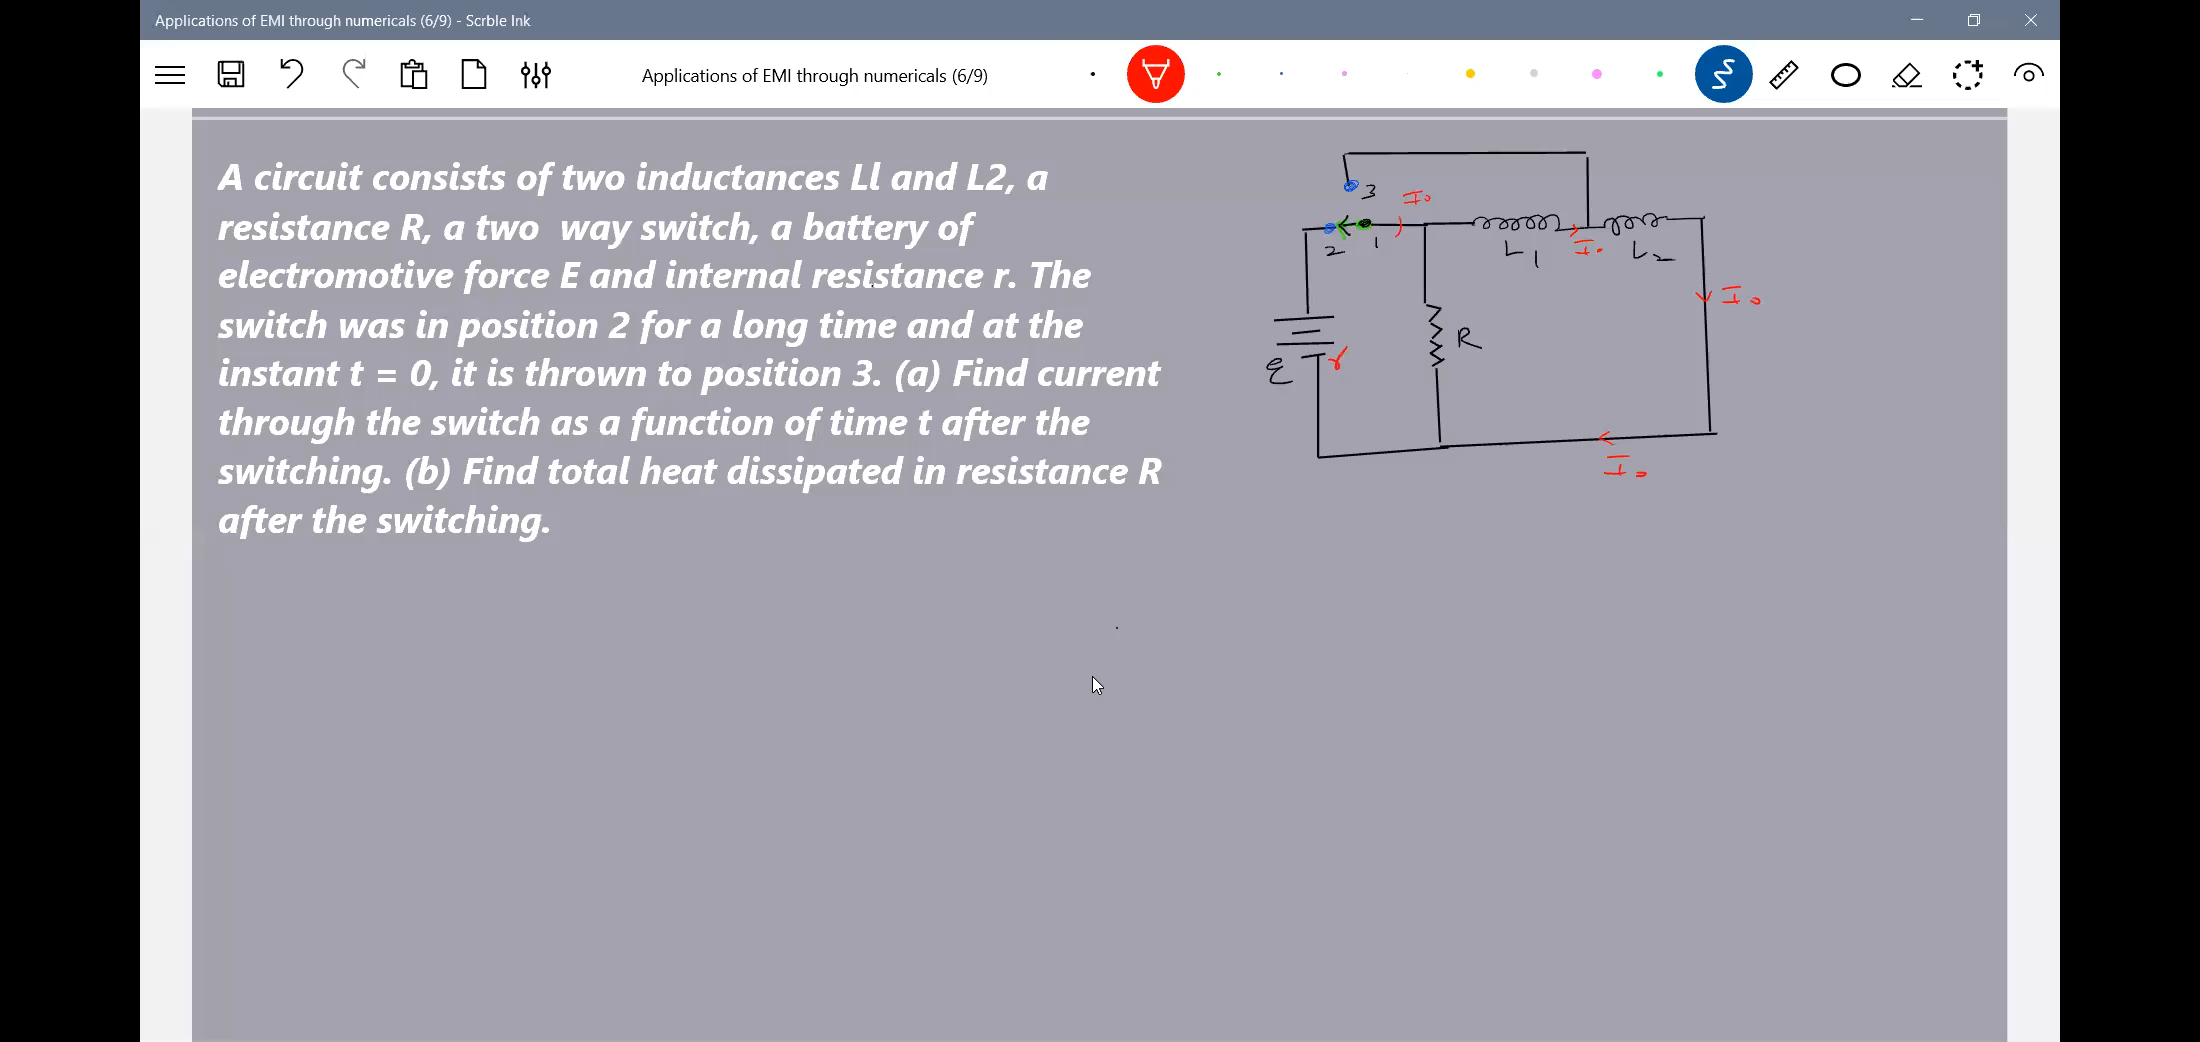 Applications of EMI through numericals (6/9) - Scrble Ink
Applications of EMI through numericals (6/9)
A circuit consists of two inductances Ll and L2, a
resistance R, a two way switch, a battery of
electromotive force E and internal resistance r. The
switch was in position 2 for a long time and at the
instant t = 0, it is thrown to position 3. (a) Find current
through the switch as a function of time t after the
switching. (b) Find total heat dissipated in resistance R
after the switching.
3
I₀
2
1
L₁
I₀
L₂
I₀
R
r
ξ
I₀